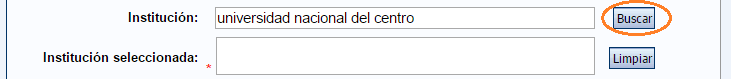 Institución: universidad nacional del centro Buscar
Institución seleccionada: * Limpiar